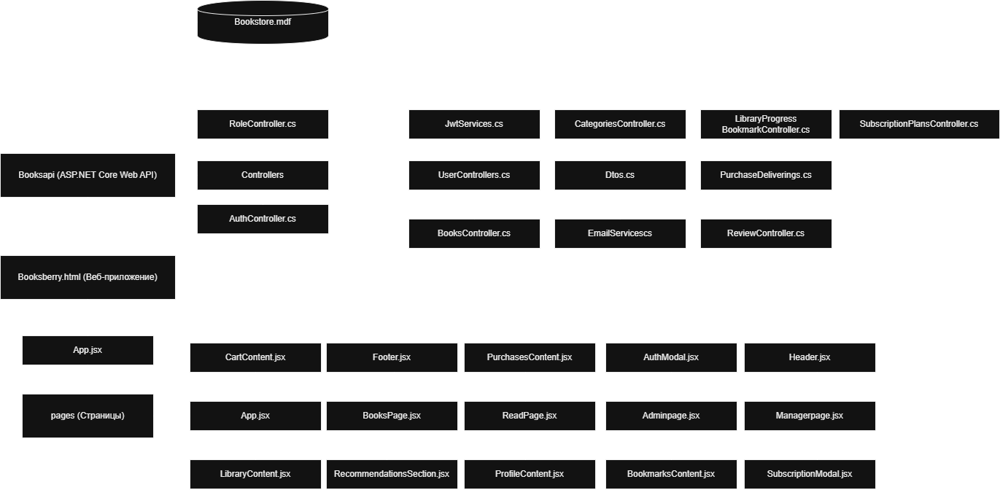 Bookstore.mdf
RoleController.cs
JwtServices.cs
CategoriesController.cs
LibraryProgress
BookmarkController.cs
SubscriptionPlansController.cs
Booksapi (ASP.NET Core Web API)
Controllers
UserControllers.cs
Dtos.cs
PurchaseDeliverings.cs
AuthController.cs
BooksController.cs
EmailServicescs
ReviewController.cs
Booksberry.html (Веб-приложение)
App.jsx
CartContent.jsx
Footer.jsx
PurchasesContent.jsx
AuthModal.jsx
Header.jsx
pages (Страницы)
App.jsx
BooksPage.jsx
ReadPage.jsx
Adminpage.jsx
Managerpage.jsx
LibraryContent.jsx
RecommendationsSection.jsx
ProfileContent.jsx
BookmarksContent.jsx
SubscriptionModal.jsx